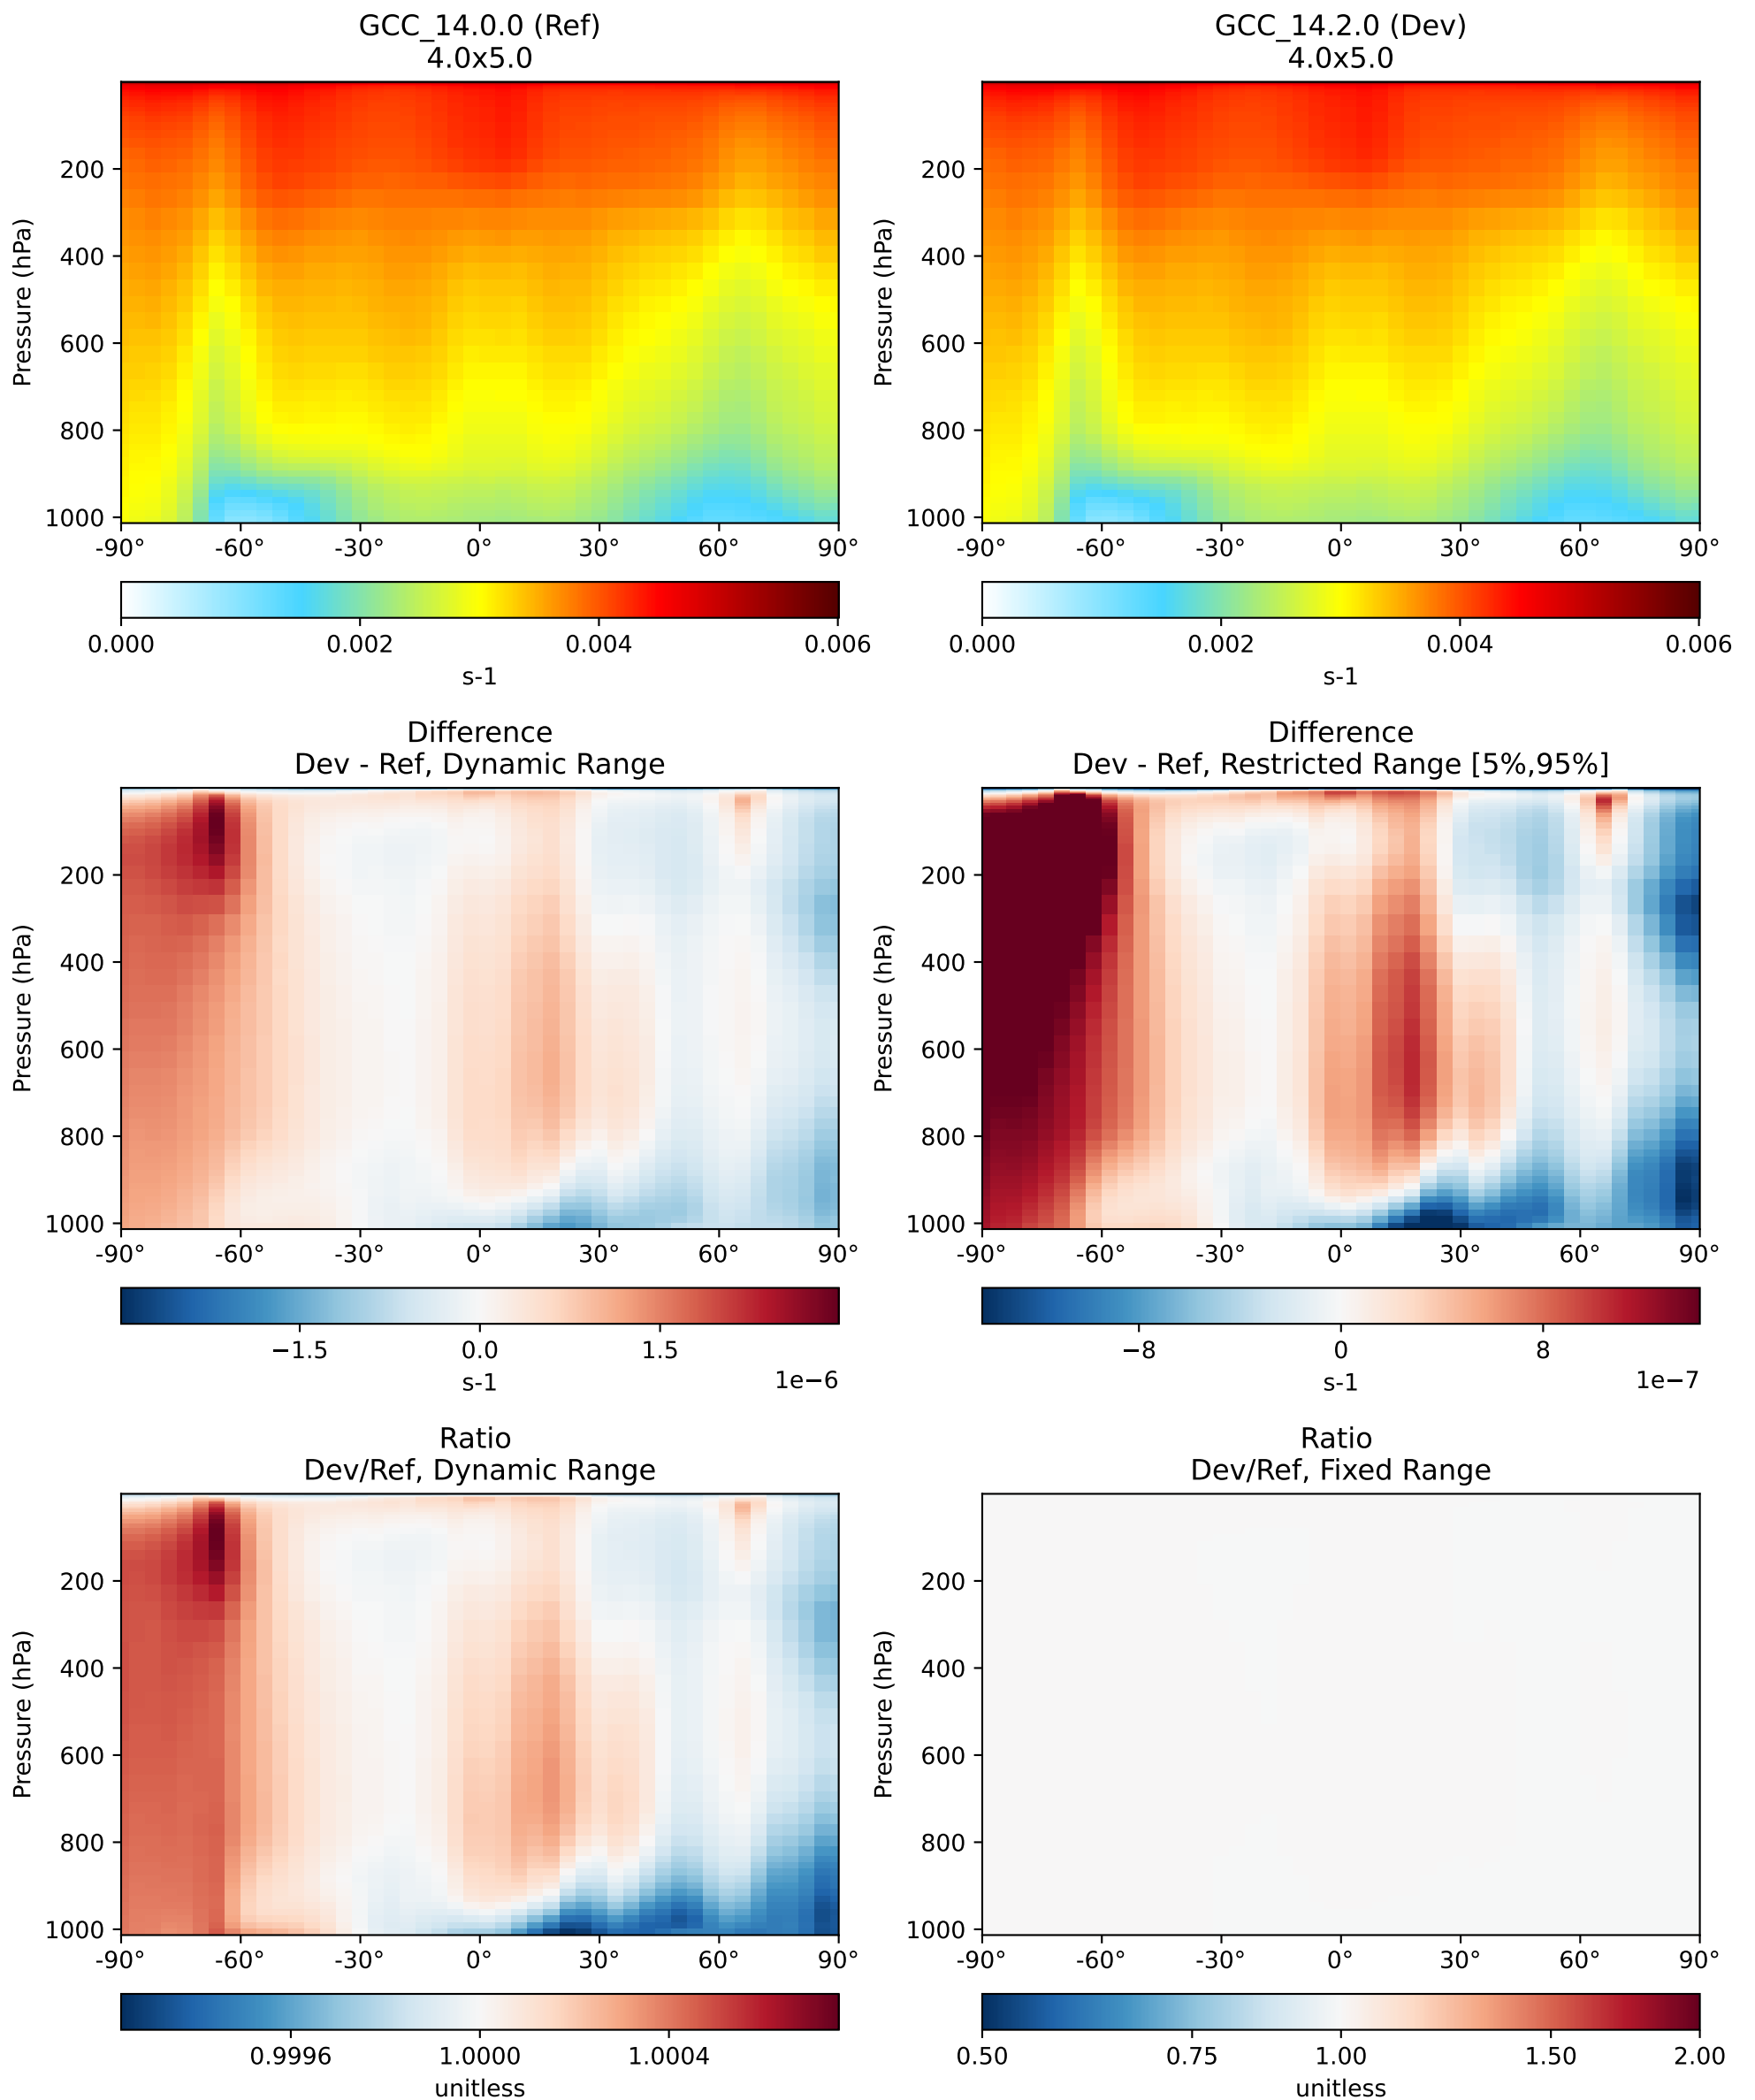 GCC_14.0.0 (Ref)
4.0x5.0
Pressure (hPa)
200
400
600
800
1000
-90° -60° -30° 0° 30° 60° 90°
0.000 0.002 0.004 0.006
s-1
GCC_14.2.0 (Dev)
4.0x5.0
Pressure (hPa)
200
400
600
800
1000
-90° -60° -30° 0° 30° 60° 90°
0.000 0.002 0.004 0.006
s-1
Difference
Dev - Ref, Dynamic Range
Pressure (hPa)
200
400
600
800
1000
-90° -60° -30° 0° 30° 60° 90°
−1.5 0.0 1.5
s-1 1e−6
Difference
Dev - Ref, Restricted Range [5%,95%]
Pressure (hPa)
200
400
600
800
1000
-90° -60° -30° 0° 30° 60° 90°
−8 0 8
s-1 1e−7
Ratio
Dev/Ref, Dynamic Range
Pressure (hPa)
200
400
600
800
1000
-90° -60° -30° 0° 30° 60° 90°
0.9996 1.0000 1.0004
unitless
Ratio
Dev/Ref, Fixed Range
Pressure (hPa)
200
400
600
800
1000
-90° -60° -30° 0° 30° 60° 90°
0.50 0.75 1.00 1.50 2.00
unitless